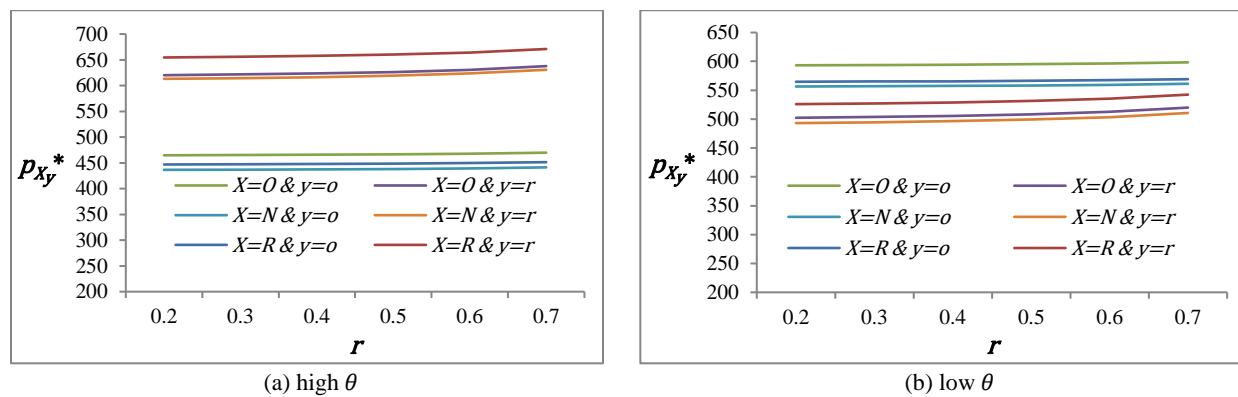 700
650
600
550
500
450
400
350
300
250
200
p_{X_y}*
X=O & y=o
X=O & y=r
X=N & y=o
X=N & y=r
X=R & y=o
X=R & y=r
0.2 0.3 0.4 0.5 0.6 0.7
r
(a) high θ
650
600
550
500
450
400
350
300
250
200
p_{X_y}*
X=O & y=o
X=O & y=r
X=N & y=o
X=N & y=r
X=R & y=o
X=R & y=r
0.2 0.3 0.4 0.5 0.6 0.7
r
(b) low θ